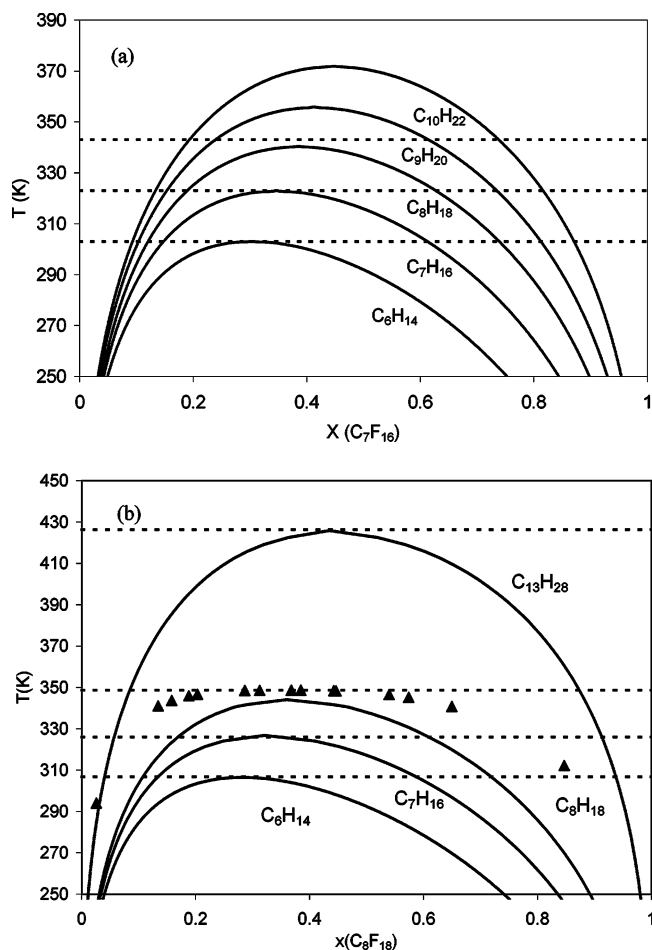 390
(a)
370
C₁₀H₂₂
350
C₉H₂₀
330
C₈H₁₈
T (K)
310
C₇H₁₆
290
C₆H₁₄
270
250
0 0.2 0.4 0.6 0.8 1
X (C₇F₁₆)
450
(b)
430
410
C₁₃H₂₈
390
370
T(K)
350
330
310
C₇H₁₆
C₈H₁₈
290
C₆H₁₄
270
250
0 0.2 0.4 0.6 0.8 1
x(C₈F₁₈)